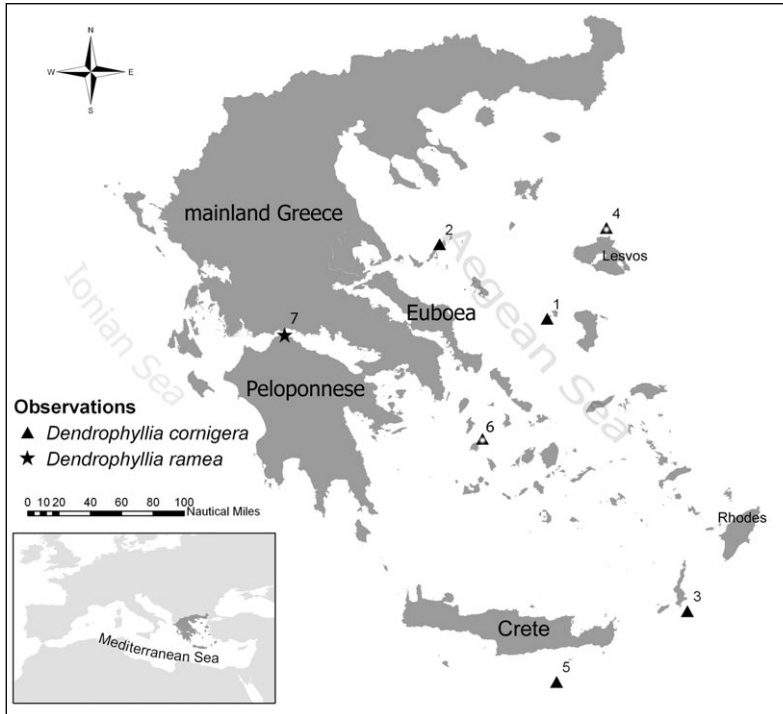 N
W E
S
mainland Greece
2
4
Lesvos
Aegean Sea
Ionian Sea
1
Euboea
7
Peloponnese
Observations
Dendrophyllia cornigera
Dendrophyllia ramea
6
0 10 20 40 60 80 100
Nautical Miles
Rhodes
3
Crete
5
Mediterranean Sea